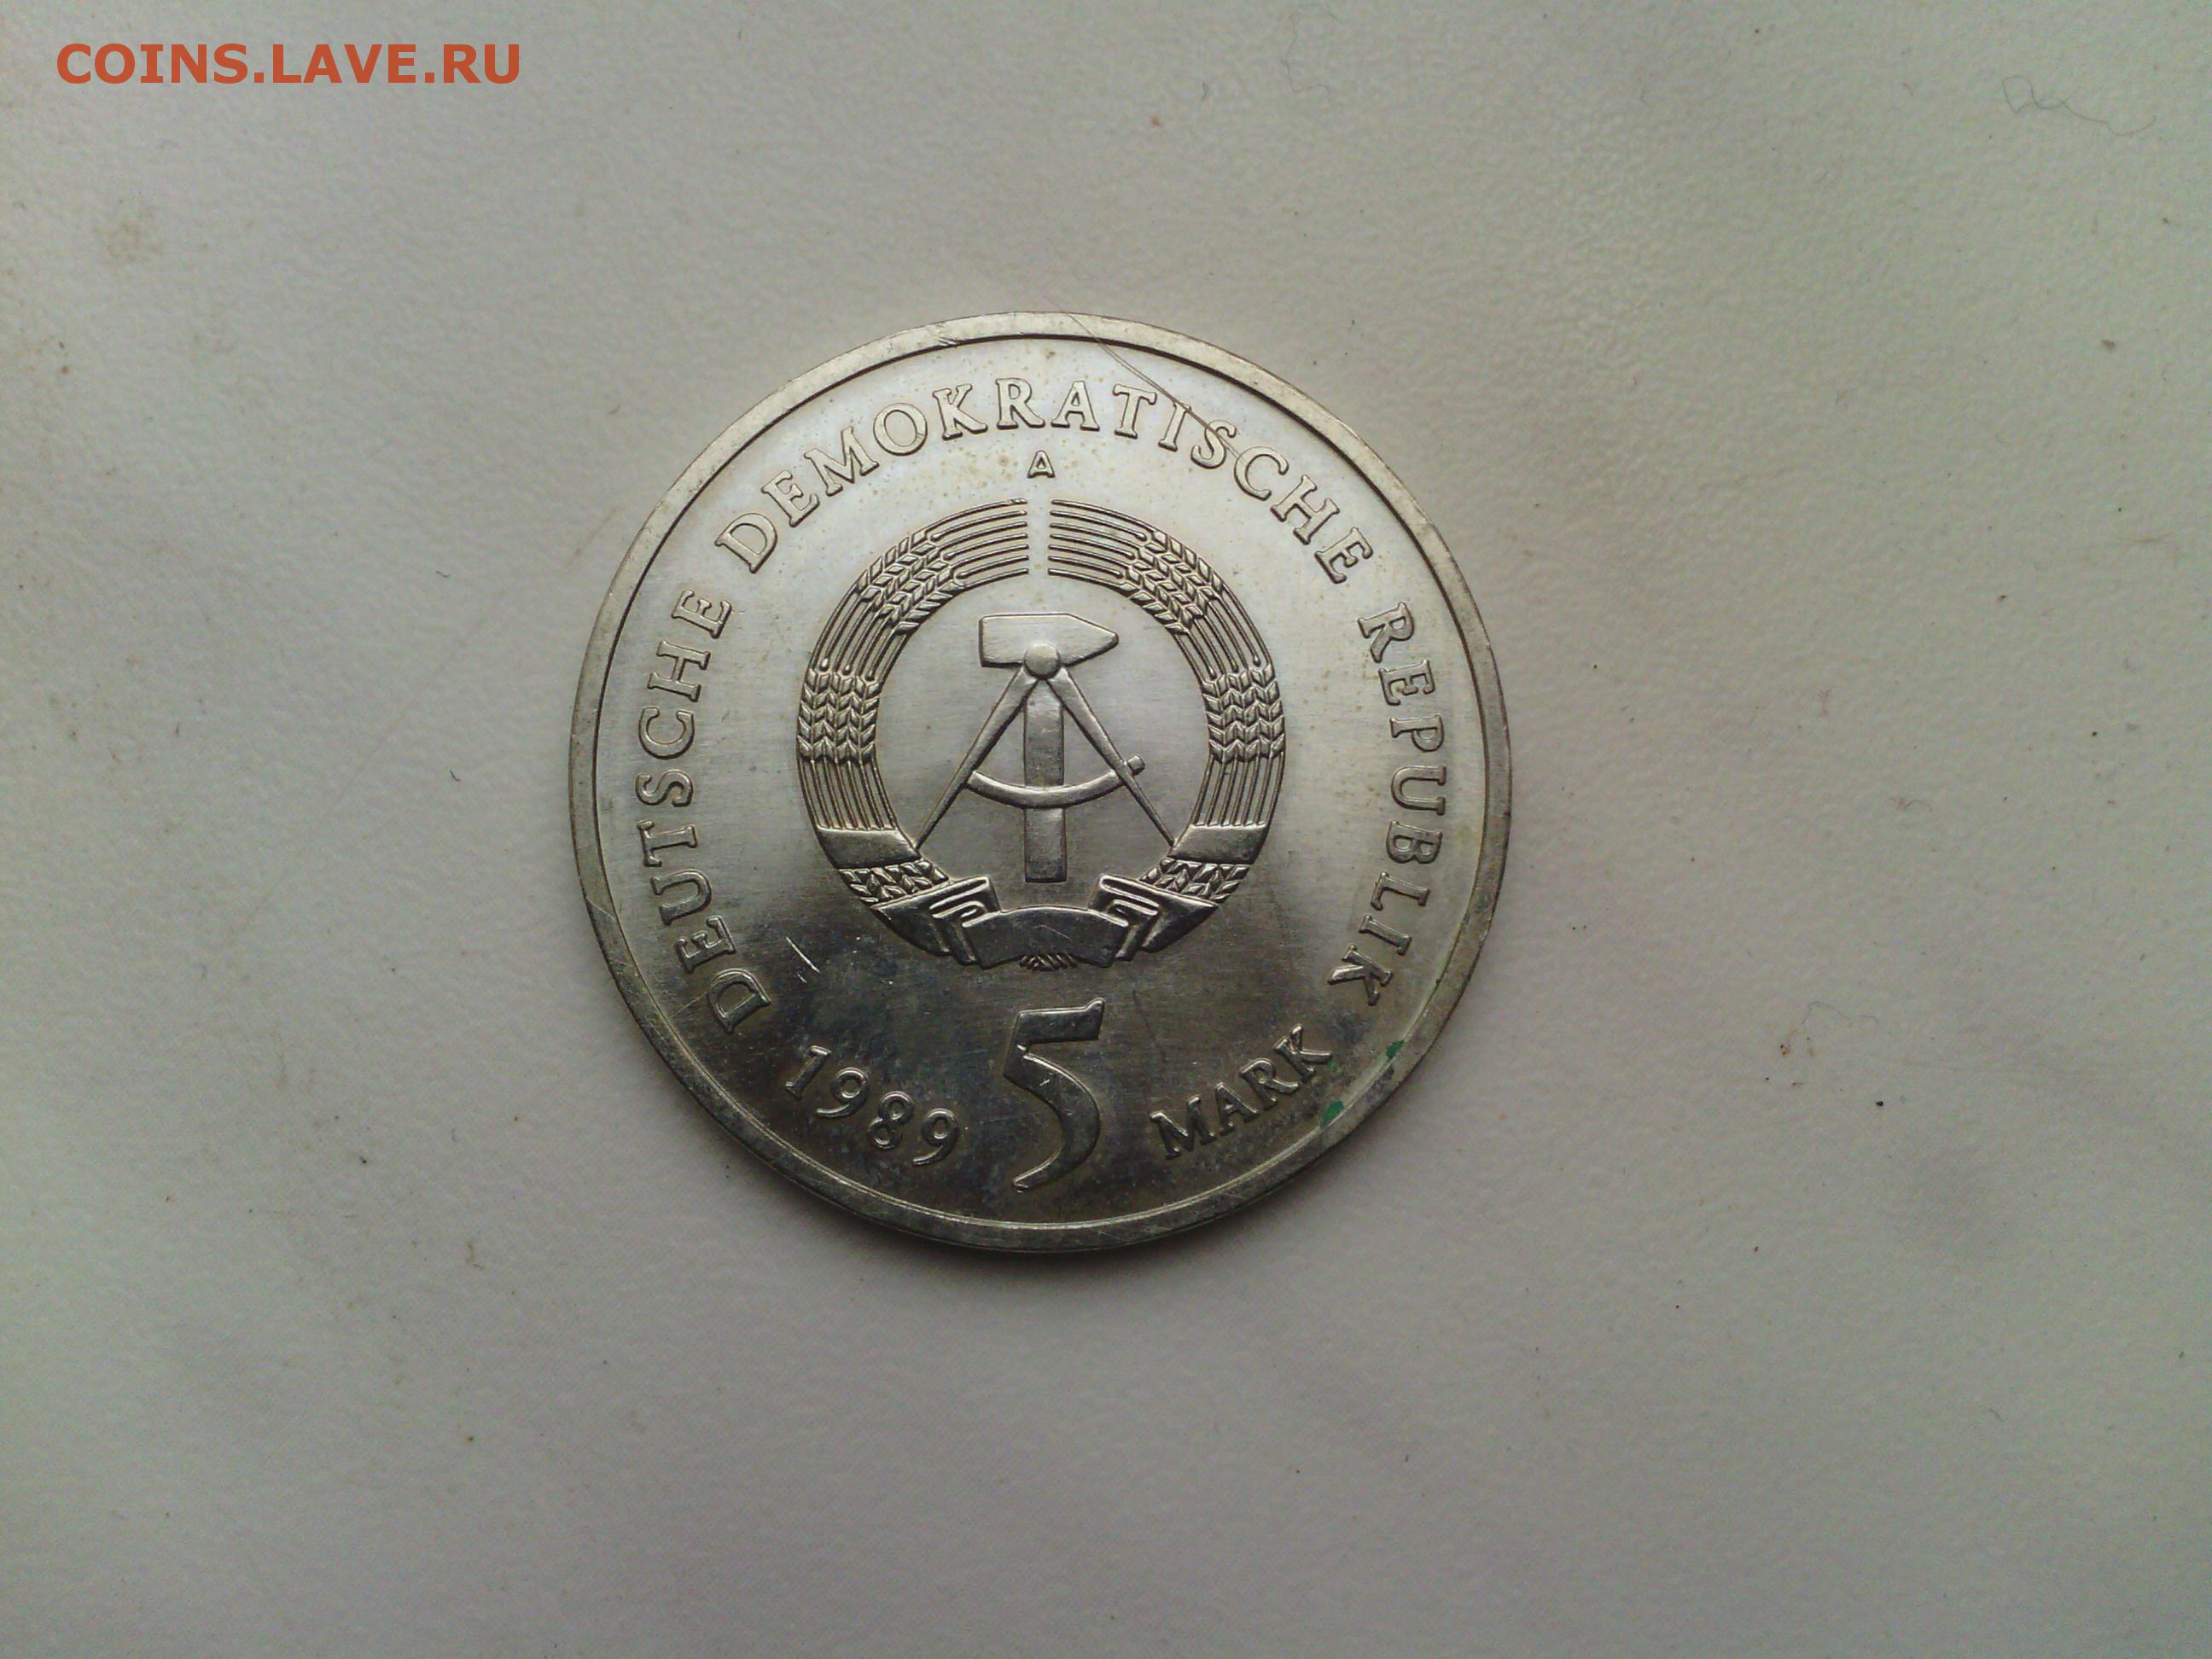 COINS.LAVE.RU
DEUTSCHE DEMOKRATISCHE REPUBLIK
A
1989 5 MARK